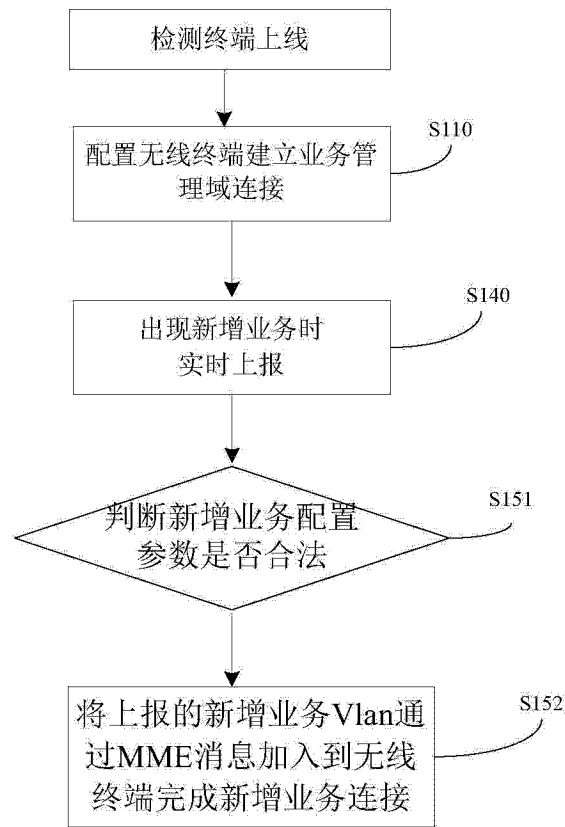 检测终端上线
S110
配置无线终端建立业务管
理域连接
S140
出现新增业务时
实时上报
S151
判断新增业务配置
参数是否合法
S152
将上报的新增业务Vlan通
过MME消息加入到无线
终端完成新增业务连接